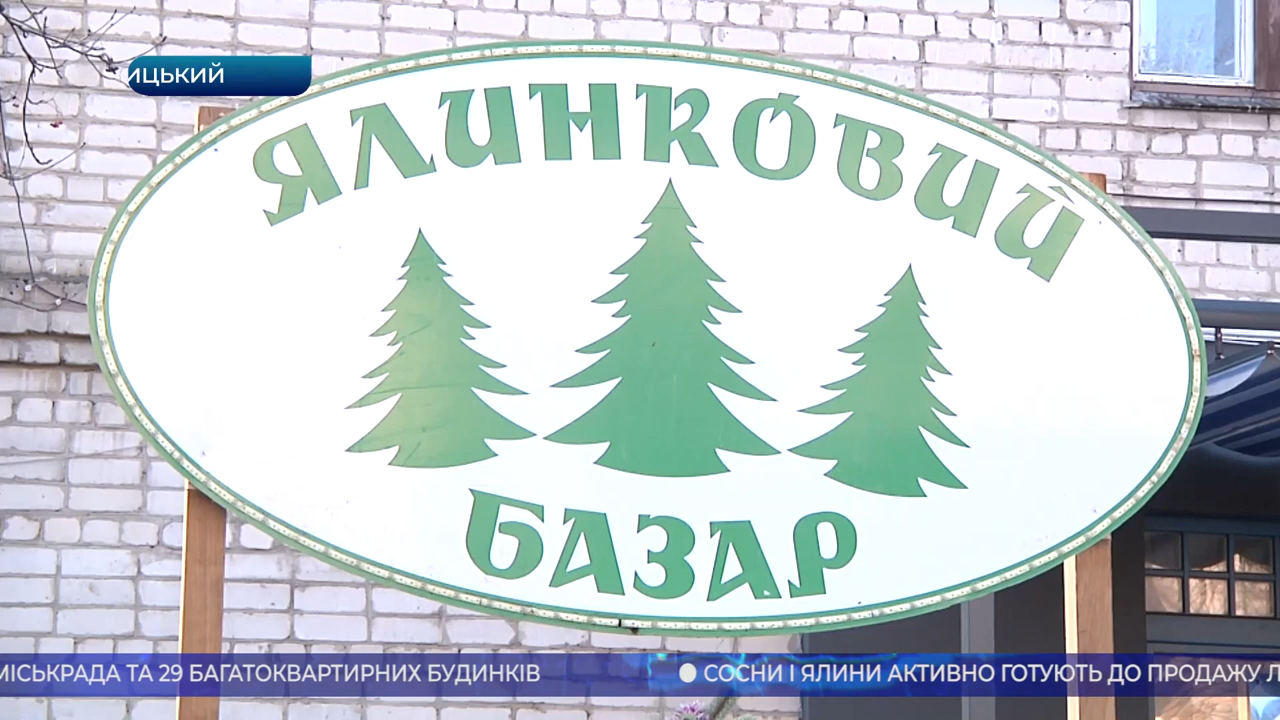 ицький
ЯЛИНКОВИЙ
БАЗАР
МІСЬКРАДА ТА 29 БАГАТОКВАРТИРНИХ БУДИНКІВ
СОСНИ І ЯЛИНИ АКТИВНО ГОТУЮТЬ ДО ПРОДАЖУ Л